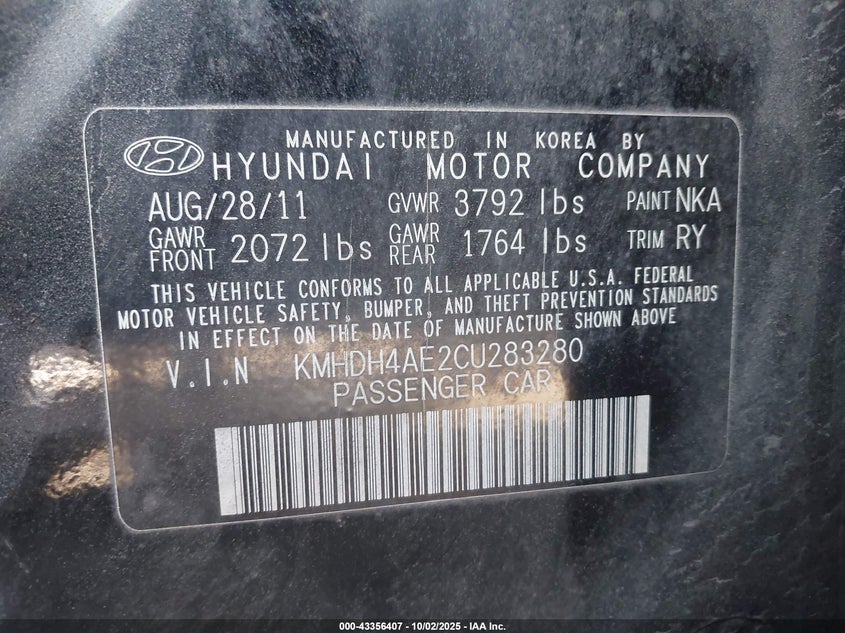 MANUFACTURED IN KOREA BY
HYUNDAI MOTOR COMPANY
AUG/28/11 GVWR 3792 lbs PAINT NKA
GAWR FRONT 2072 lbs GAWR REAR 1764 lbs TRIM RY
THIS VEHICLE CONFORMS TO ALL APPLICABLE U.S.A. FEDERAL
MOTOR VEHICLE SAFETY, BUMPER, AND THEFT PREVENTION STANDARDS
IN EFFECT ON THE DATE OF MANUFACTURE SHOWN ABOVE
V.I.N KMHDH4AE2CU283280
PASSENGER CAR
000-43356407 - 10/02/2025 - IAA Inc.